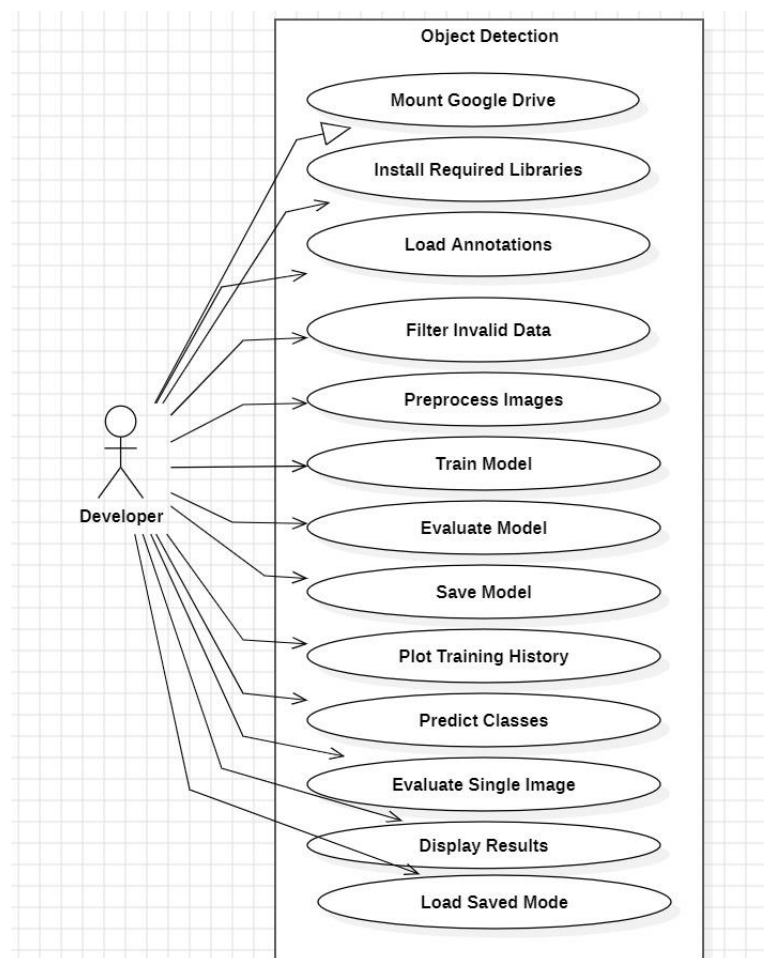 Object Detection
Mount Google Drive
Install Required Libraries
Load Annotations
Filter Invalid Data
Preprocess Images
Train Model
Developer
Evaluate Model
Save Model
Plot Training History
Predict Classes
Evaluate Single Image
Display Results
Load Saved Mode